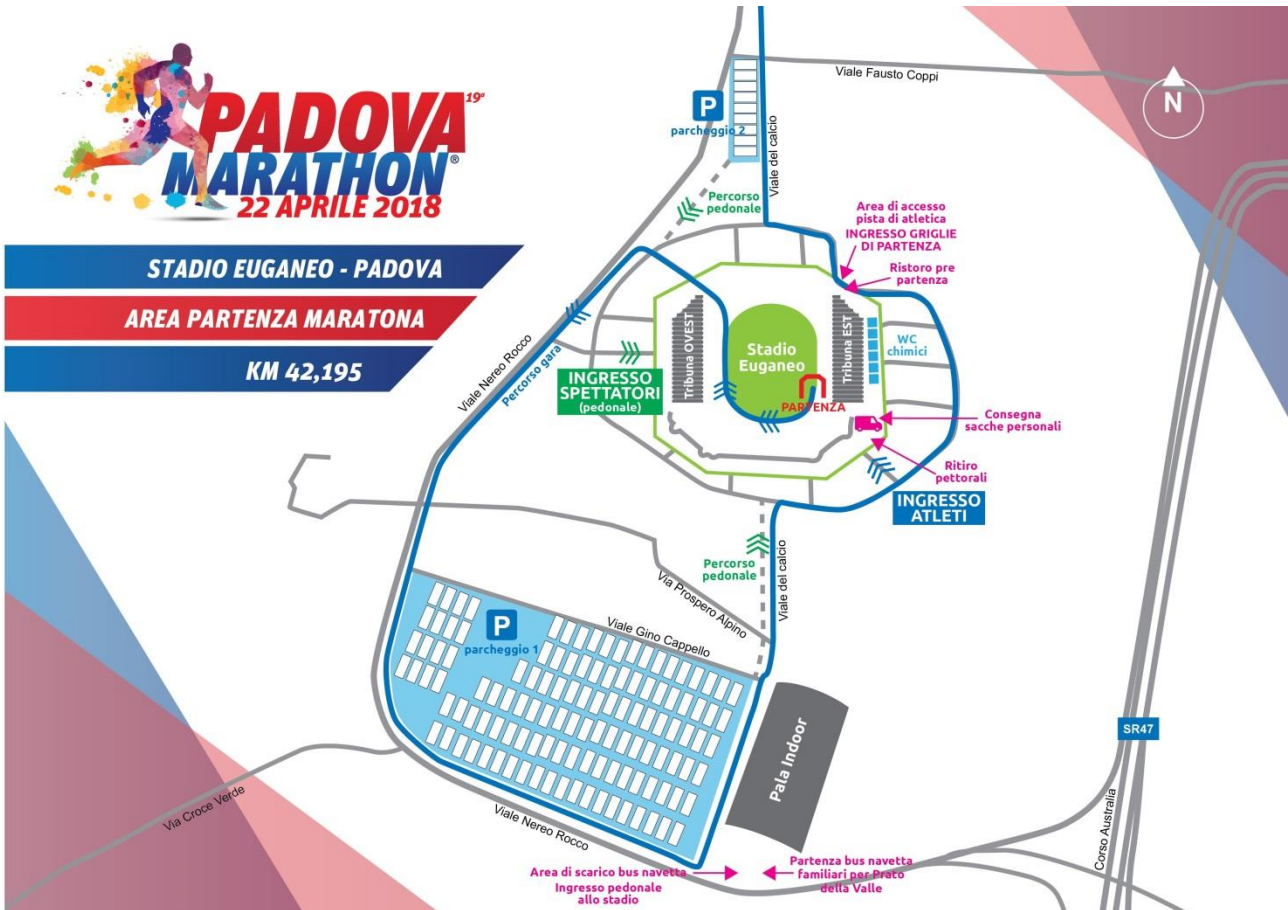 PADOVA 19ª
MARATHON®
22 APRILE 2018
STADIO EUGANEO - PADOVA
AREA PARTENZA MARATONA
KM 42,195
Viale Fausto Coppi
N
P
parcheggio 2
Viale del calcio
Percorso
pedonale
Area di accesso
pista di atletica
INGRESSO GRIGLIE
DI PARTENZA
Ristoro pre
partenza
Viale Nereo Rocco
Percorso gara
INGRESSO
SPETTATORI
(pedonale)
Tribuna OVEST
Stadio
Euganeo
PARTENZA
Tribuna EST
WC
chimici
Consegna
sacche personali
Ritiro
pettorali
INGRESSO
ATLETI
Percorso
pedonale
Viale del calcio
Via Prospero Alpino
Viale Gino Cappello
P
parcheggio 1
Pala Indoor
SR47
Corso Australia
Via Croce Verde
Viale Nereo Rocco
Area di scarico bus navetta
Ingresso pedonale
allo stadio
Partenza bus navetta
familiari per Prato
della Valle